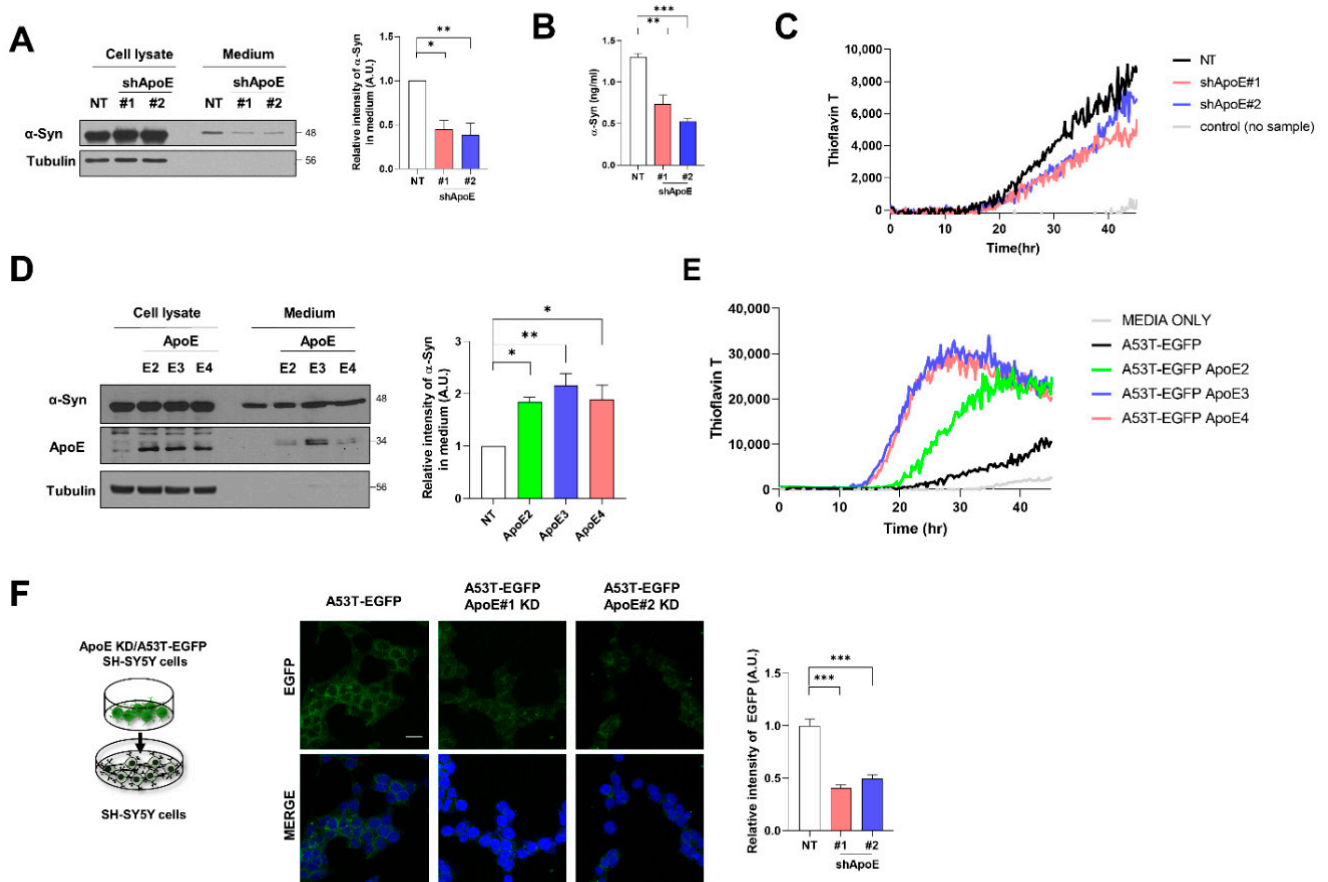 A
Cell lysate Medium
shApoE shApoE
NT #1 #2 NT #1 #2
α-Syn 48
Tubulin 56
Relative intensity of α-Syn
in medium (A.U.)
1.5
1.0
0.5
0.0
*
**
NT #1 #2
shApoE
B
α-Syn (ng/ml)
1.5
1.0
0.5
0.0
***
**
NT #1 #2
shApoE
C
Thioflavin T
10,000
8,000
6,000
4,000
2,000
0
0 10 20 30 40
Time(hr)
NT
shApoE#1
shApoE#2
control (no sample)
D
Cell lysate Medium
ApoE ApoE
E2 E3 E4 E2 E3 E4
α-Syn 48
ApoE 34
Tubulin 56
Relative intensity of α-Syn
in medium (A.U.)
3
2
1
0
*
**
*
NT ApoE2 ApoE3 ApoE4
E
Thioflavin T
40,000
30,000
20,000
10,000
0
0 10 20 30 40
Time (hr)
MEDIA ONLY
A53T-EGFP
A53T-EGFP ApoE2
A53T-EGFP ApoE3
A53T-EGFP ApoE4
F
ApoE KD/A53T-EGFP
SH-SY5Y cells
SH-SY5Y cells
A53T-EGFP
A53T-EGFP
ApoE#1 KD
A53T-EGFP
ApoE#2 KD
EGFP
MERGE
Relative intensity of EGFP (A.U.)
1.5
1.0
0.5
0.0
***
***
NT #1 #2
shApoE